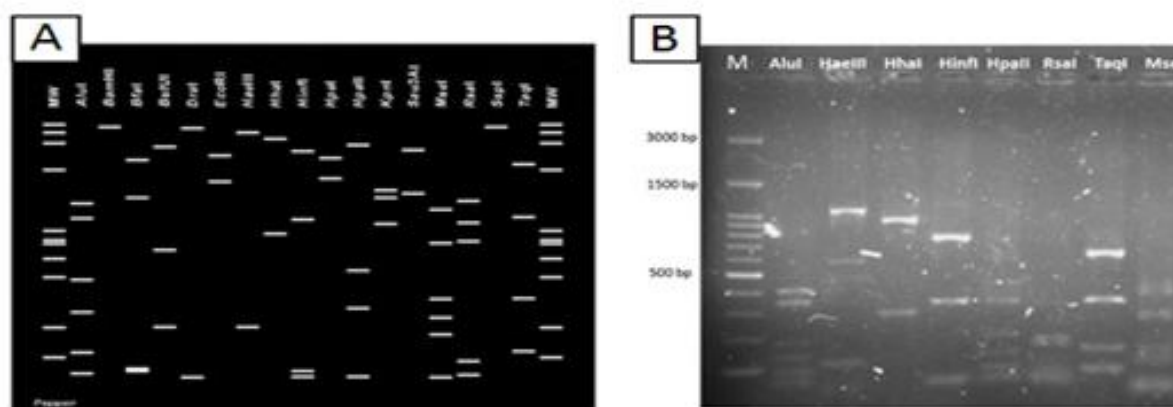 A
MW AluI BamHI BfaI BstUI DraI EcoRI HaeIII HhaI HinfI HpaI HpaII KpnI Sau3AI MseI RsaI SspI TaqI MW
B
M AluI HaeIII HhaI HinfI HpaII RsaI TaqI Mse
3000 bp
1500 bp
500 bp